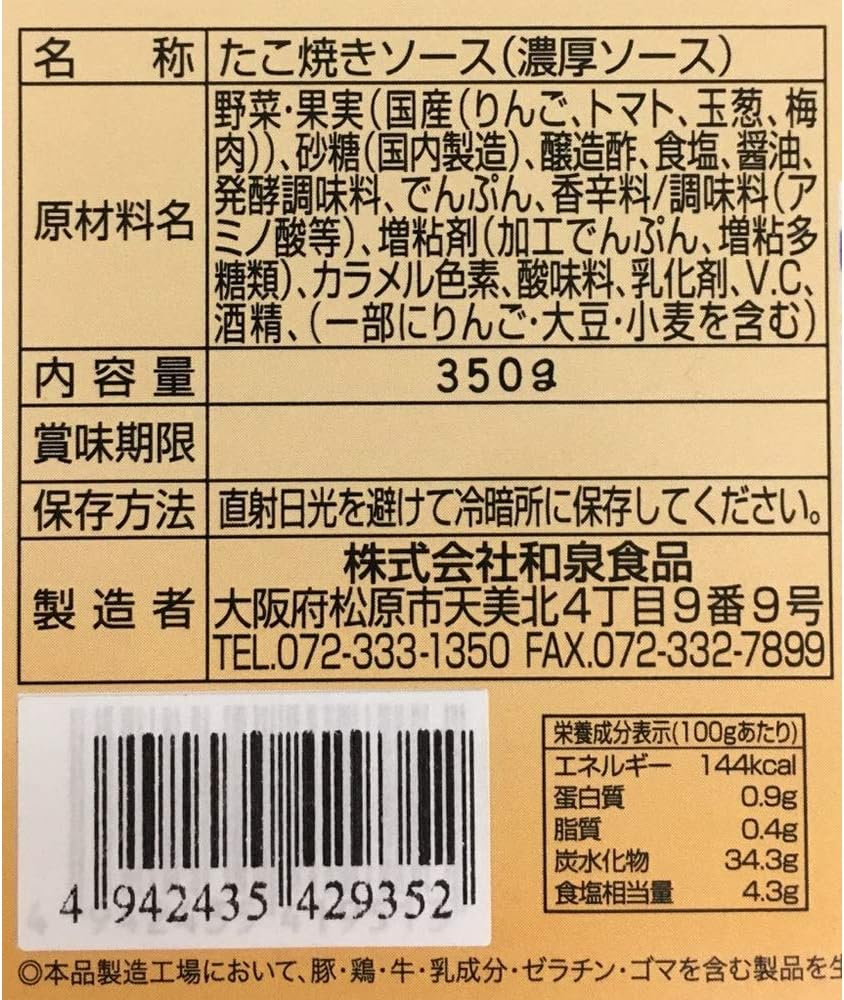 名称 たこ焼きソース(濃厚ソース)
原材料名 野菜・果実(国産(りんご、トマト、玉葱、梅
肉))、砂糖(国内製造)、醸造酢、食塩、醤油、
発酵調味料、でんぷん、香辛料/調味料(ア
ミノ酸等)、増粘剤(加工でんぷん、増粘多
糖類)、カラメル色素、酸味料、乳化剤、V.C、
酒精、(一部にりんご・大豆・小麦を含む)
内容量 350g
賞味期限
保存方法 直射日光を避けて冷暗所に保存してください。
製造者 株式会社和泉食品
大阪府松原市天美北4丁目9番9号
TEL.072-333-1350 FAX.072-332-7899
4 942435 429352
栄養成分表示(100gあたり)
エネルギー 144kcal
蛋白質 0.9g
脂質 0.4g
炭水化物 34.3g
食塩相当量 4.3g
◎本品製造工場において、豚・鶏・牛・乳成分・ゼラチン・ゴマを含む製品を生